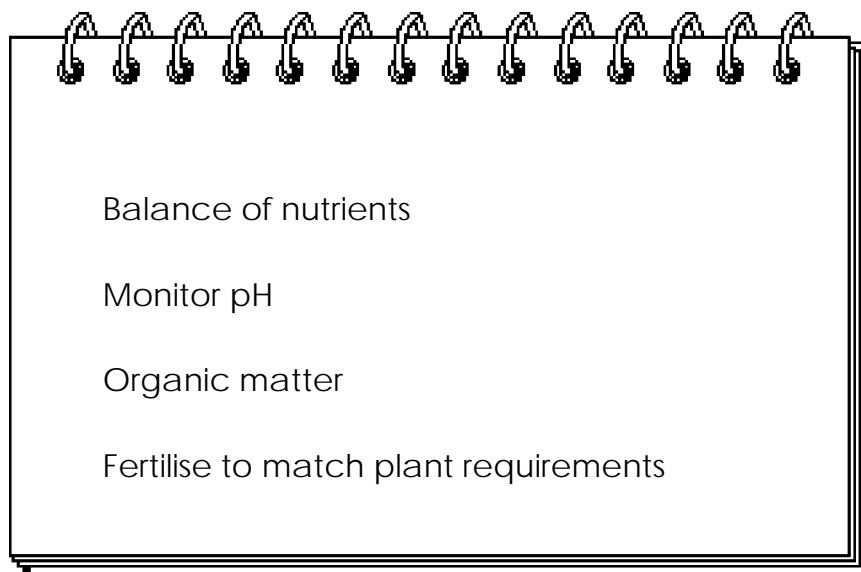 Balance of nutrients
Monitor pH
Organic matter
Fertilise to match plant requirements